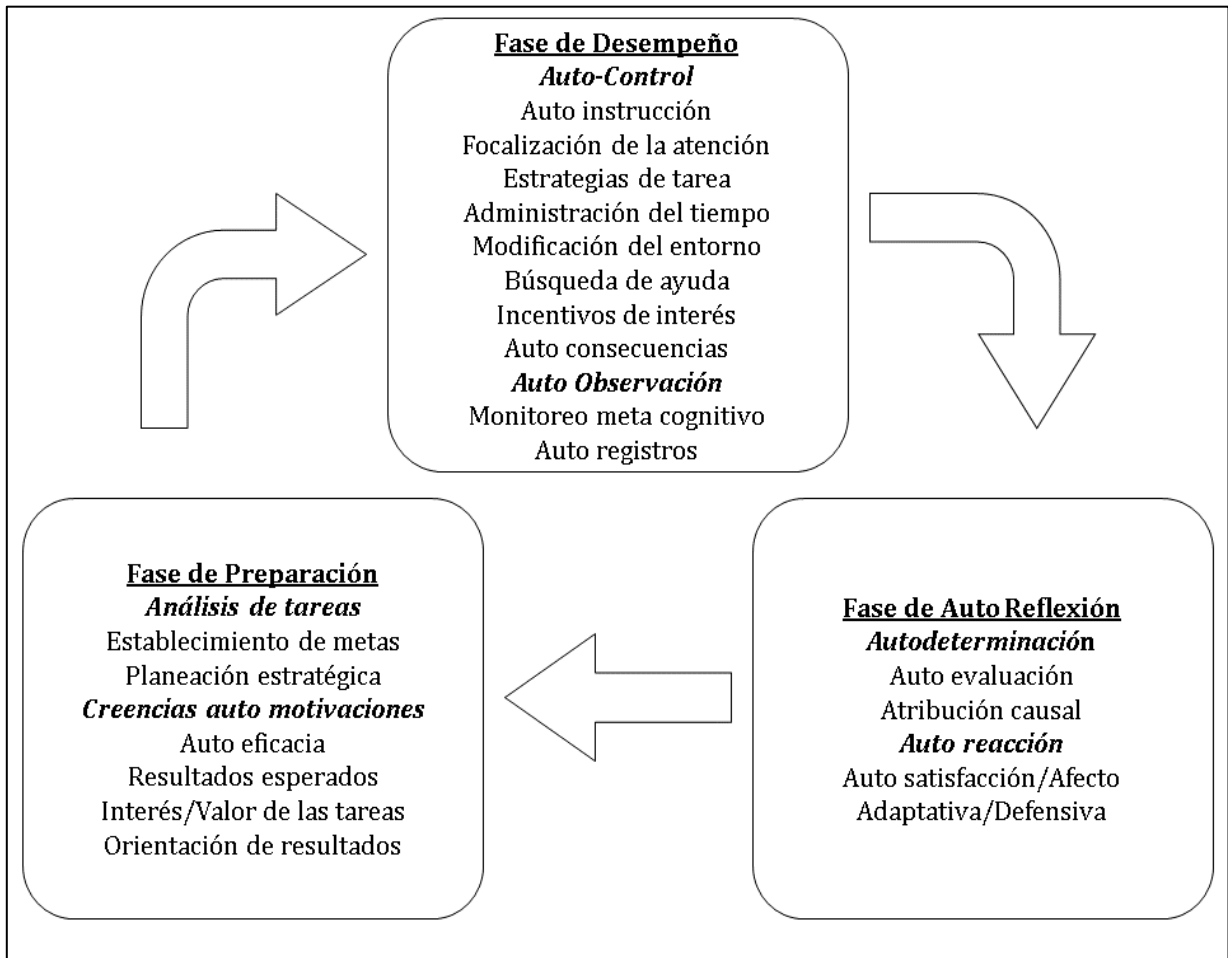 Fase de Desempeño
Auto-Control
Auto instrucción
Focalización de la atención
Estrategias de tarea
Administración del tiempo
Modificación del entorno
Búsqueda de ayuda
Incentivos de interés
Auto consecuencias
Auto Observación
Monitoreo meta cognitivo
Auto registros
Fase de Preparación
Análisis de tareas
Establecimiento de metas
Planeación estratégica
Creencias auto motivaciones
Auto eficacia
Resultados esperados
Interés/Valor de las tareas
Orientación de resultados
Fase de Auto Reflexión
Autodeterminación
Auto evaluación
Atribución causal
Auto reacción
Auto satisfacción/Afecto
Adaptativa/Defensiva